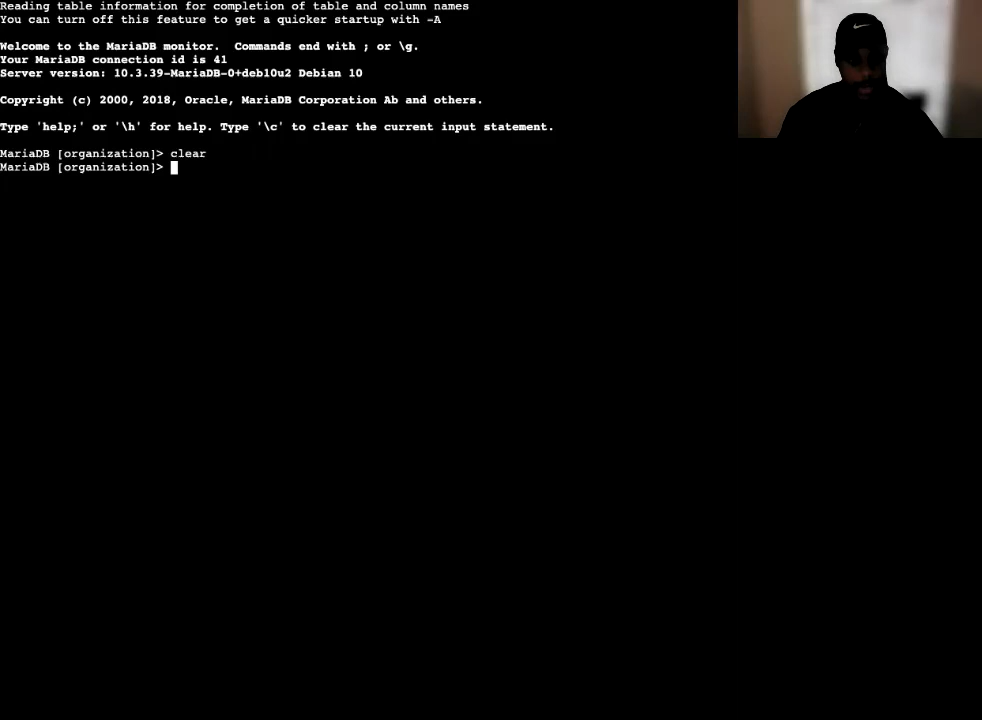 Reading table information for completion of table and column names
You can turn off this feature to get a quicker startup with -A
Welcome to the MariaDB monitor.  Commands end with ; or \g.
Your MariaDB connection id is 41
Server version: 10.3.39-MariaDB-0+deb10u2 Debian 10
Copyright (c) 2000, 2018, Oracle, MariaDB Corporation Ab and others.
Type 'help;' or '\h' for help. Type '\c' to clear the current input statement.
MariaDB [organization]> clear
MariaDB [organization]>